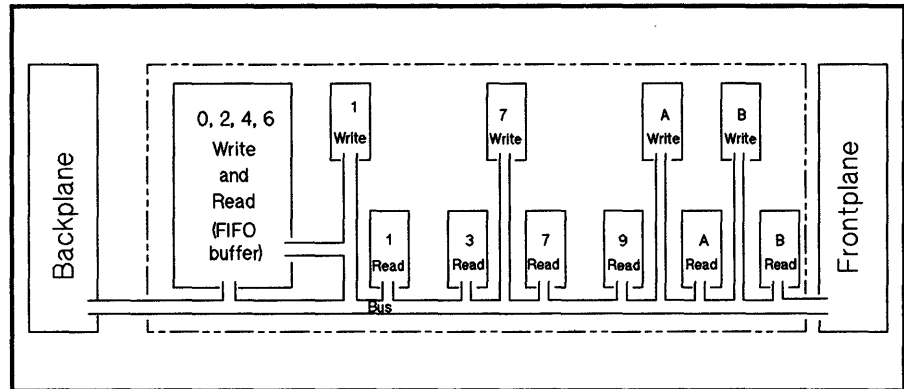 Backplane
0, 2, 4, 6
Write
and
Read
(FIFO
buffer)
1
Write
7
Write
A
Write
B
Write
1
Read
3
Read
7
Read
9
Read
A
Read
B
Read
Bus
Frontplane